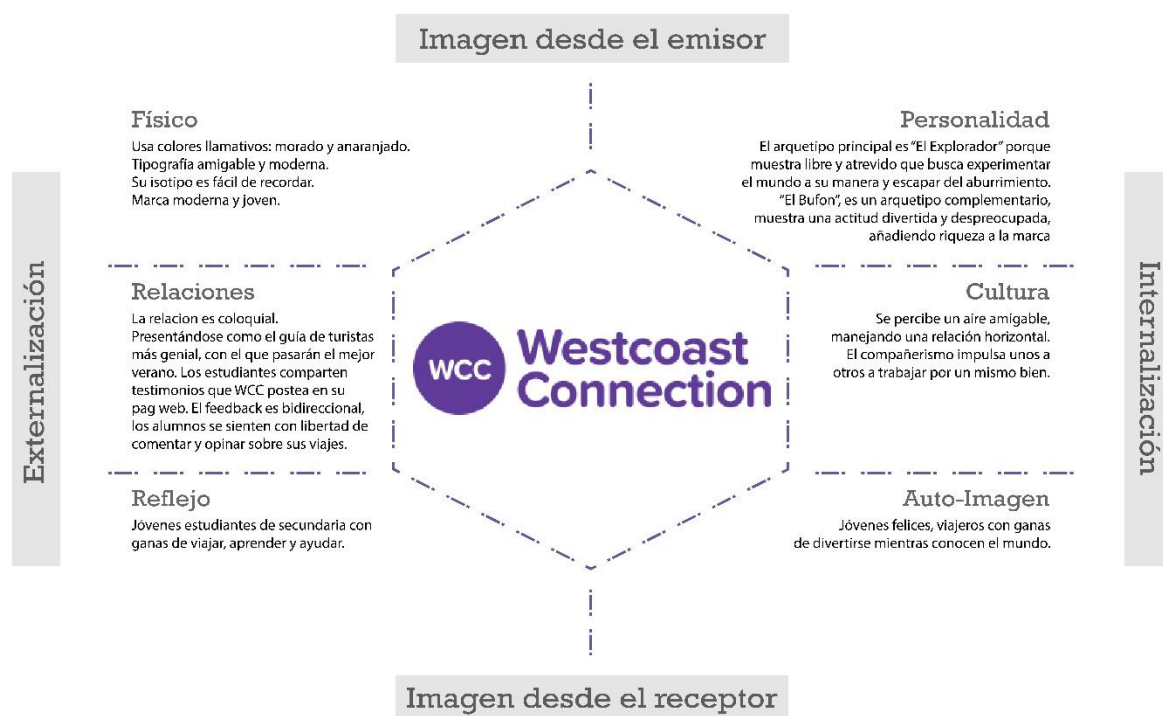 Imagen desde el emisor
Externalización
Físico
Usa colores llamativos: morado y anaranjado.
Tipografía amigable y moderna.
Su isotipo es fácil de recordar.
Marca moderna y joven.
Personalidad
El arquetipo principal es "El Explorador" porque
muestra libre y atrevido que busca experimentar
el mundo a su manera y escapar del aburrimiento.
"El Bufon", es un arquetipo complementario,
muestra una actitud divertida y despreocupada,
añadiendo riqueza a la marca
Relaciones
La relacion es coloquial.
Presentándose como el guía de turistas
más genial, con el que pasarán el mejor
verano. Los estudiantes comparten
testimonios que WCC postea en su
pag web. El feedback es bidireccional,
los alumnos se sienten con libertad de
comentar y opinar sobre sus viajes.
WCC
Westcoast
Connection
Cultura
Se percibe un aire amigable,
manejando una relación horizontal.
El compañerismo impulsa unos a
otros a trabajar por un mismo bien.
Reflejo
Jóvenes estudiantes de secundaria con
ganas de viajar, aprender y ayudar.
Auto-Imagen
Jóvenes felices, viajeros con ganas
de divertirse mientras conocen el mundo.
Internalización
Imagen desde el receptor